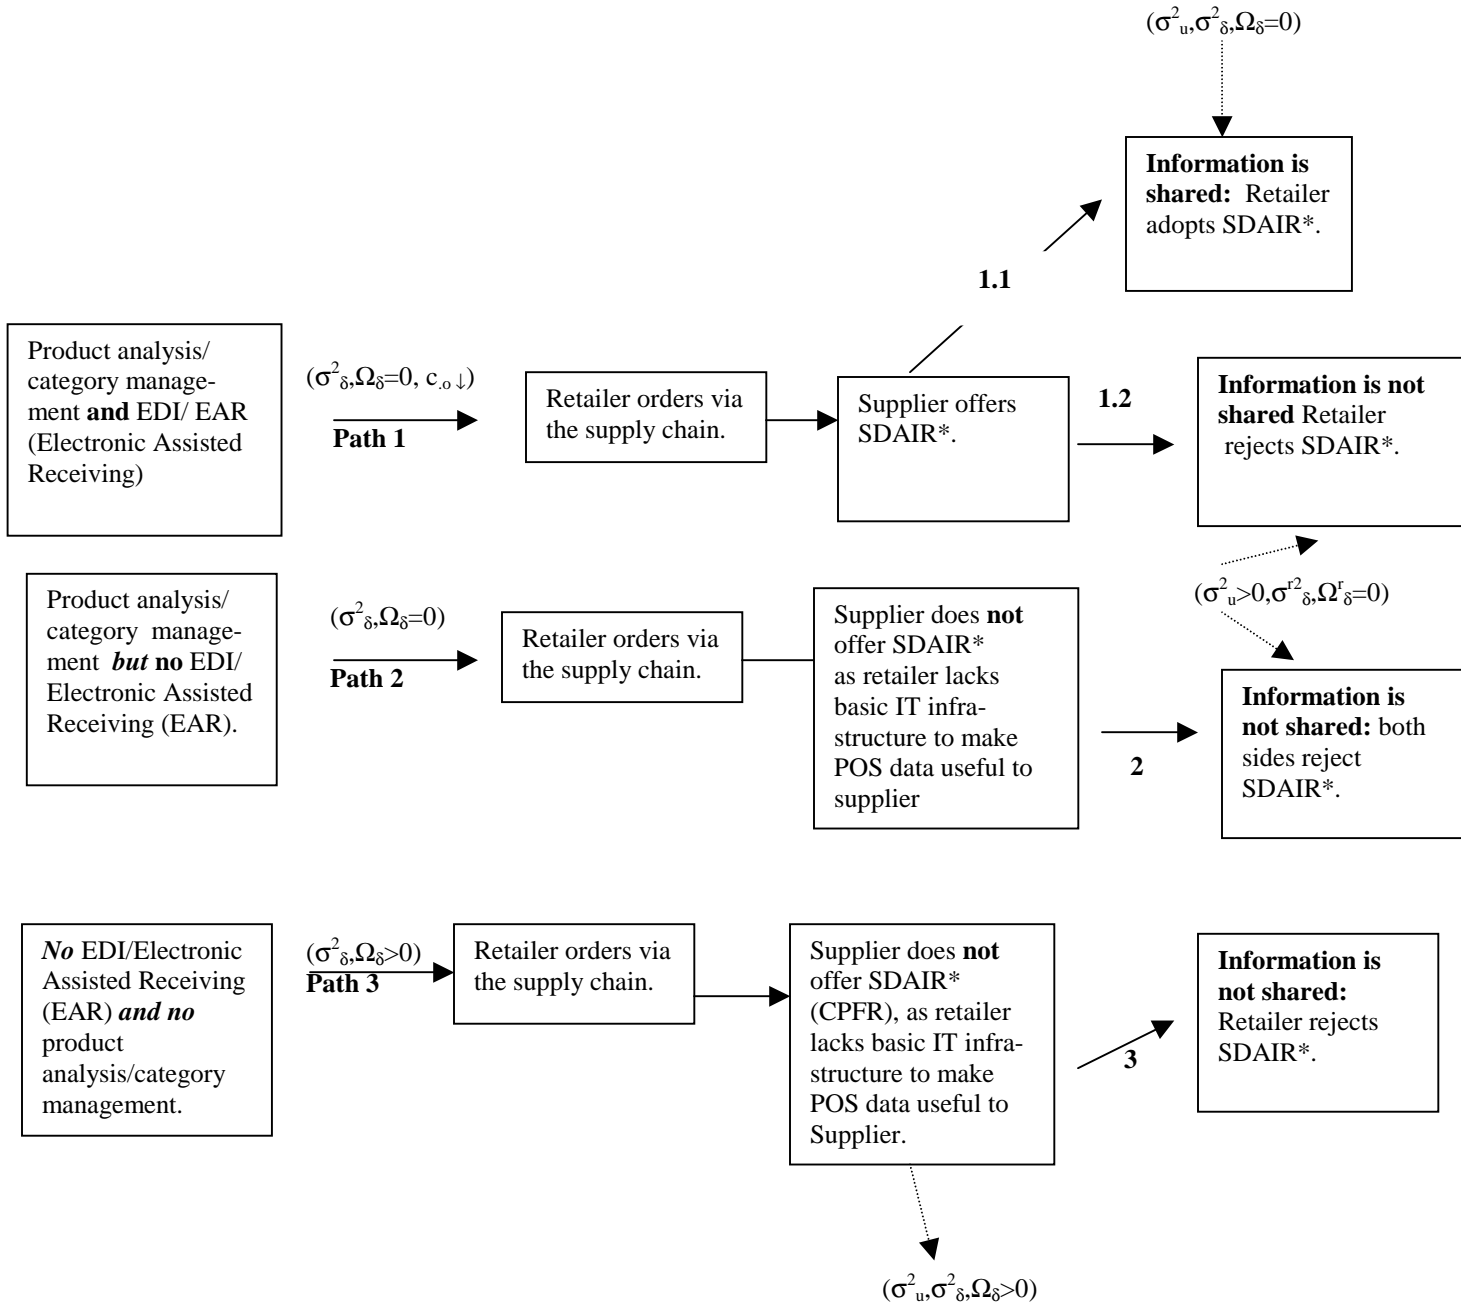 (σ²ᵤ,σ²δ,Ωδ=0)
Information is
shared: Retailer
adopts SDAIR*.
1.1
Product analysis/
category manage-
ment and EDI/ EAR
(Electronic Assisted
Receiving)
(σ²δ,Ωδ=0, c.o ↓)
Path 1
Retailer orders via
the supply chain.
Supplier offers
SDAIR*.
1.2
Information is not
shared Retailer
rejects SDAIR*.
(σ²ᵤ>0,σʳ²δ,Ωʳδ=0)
Product analysis/
category manage-
ment but no EDI/
Electronic Assisted
Receiving (EAR).
(σ²δ,Ωδ=0)
Path 2
Retailer orders via
the supply chain.
Supplier does not
offer SDAIR*
as retailer lacks
basic IT infra-
structure to make
POS data useful to
supplier
2
Information is
not shared: both
sides reject
SDAIR*.
No EDI/Electronic
Assisted Receiving
(EAR) and no
product
analysis/category
management.
(σ²δ,Ωδ>0)
Path 3
Retailer orders via
the supply chain.
Supplier does not
offer SDAIR*
(CPFR), as retailer
lacks basic IT infra-
structure to make
POS data useful to
Supplier.
3
Information is
not shared:
Retailer rejects
SDAIR*.
(σ²ᵤ,σ²δ,Ωδ>0)